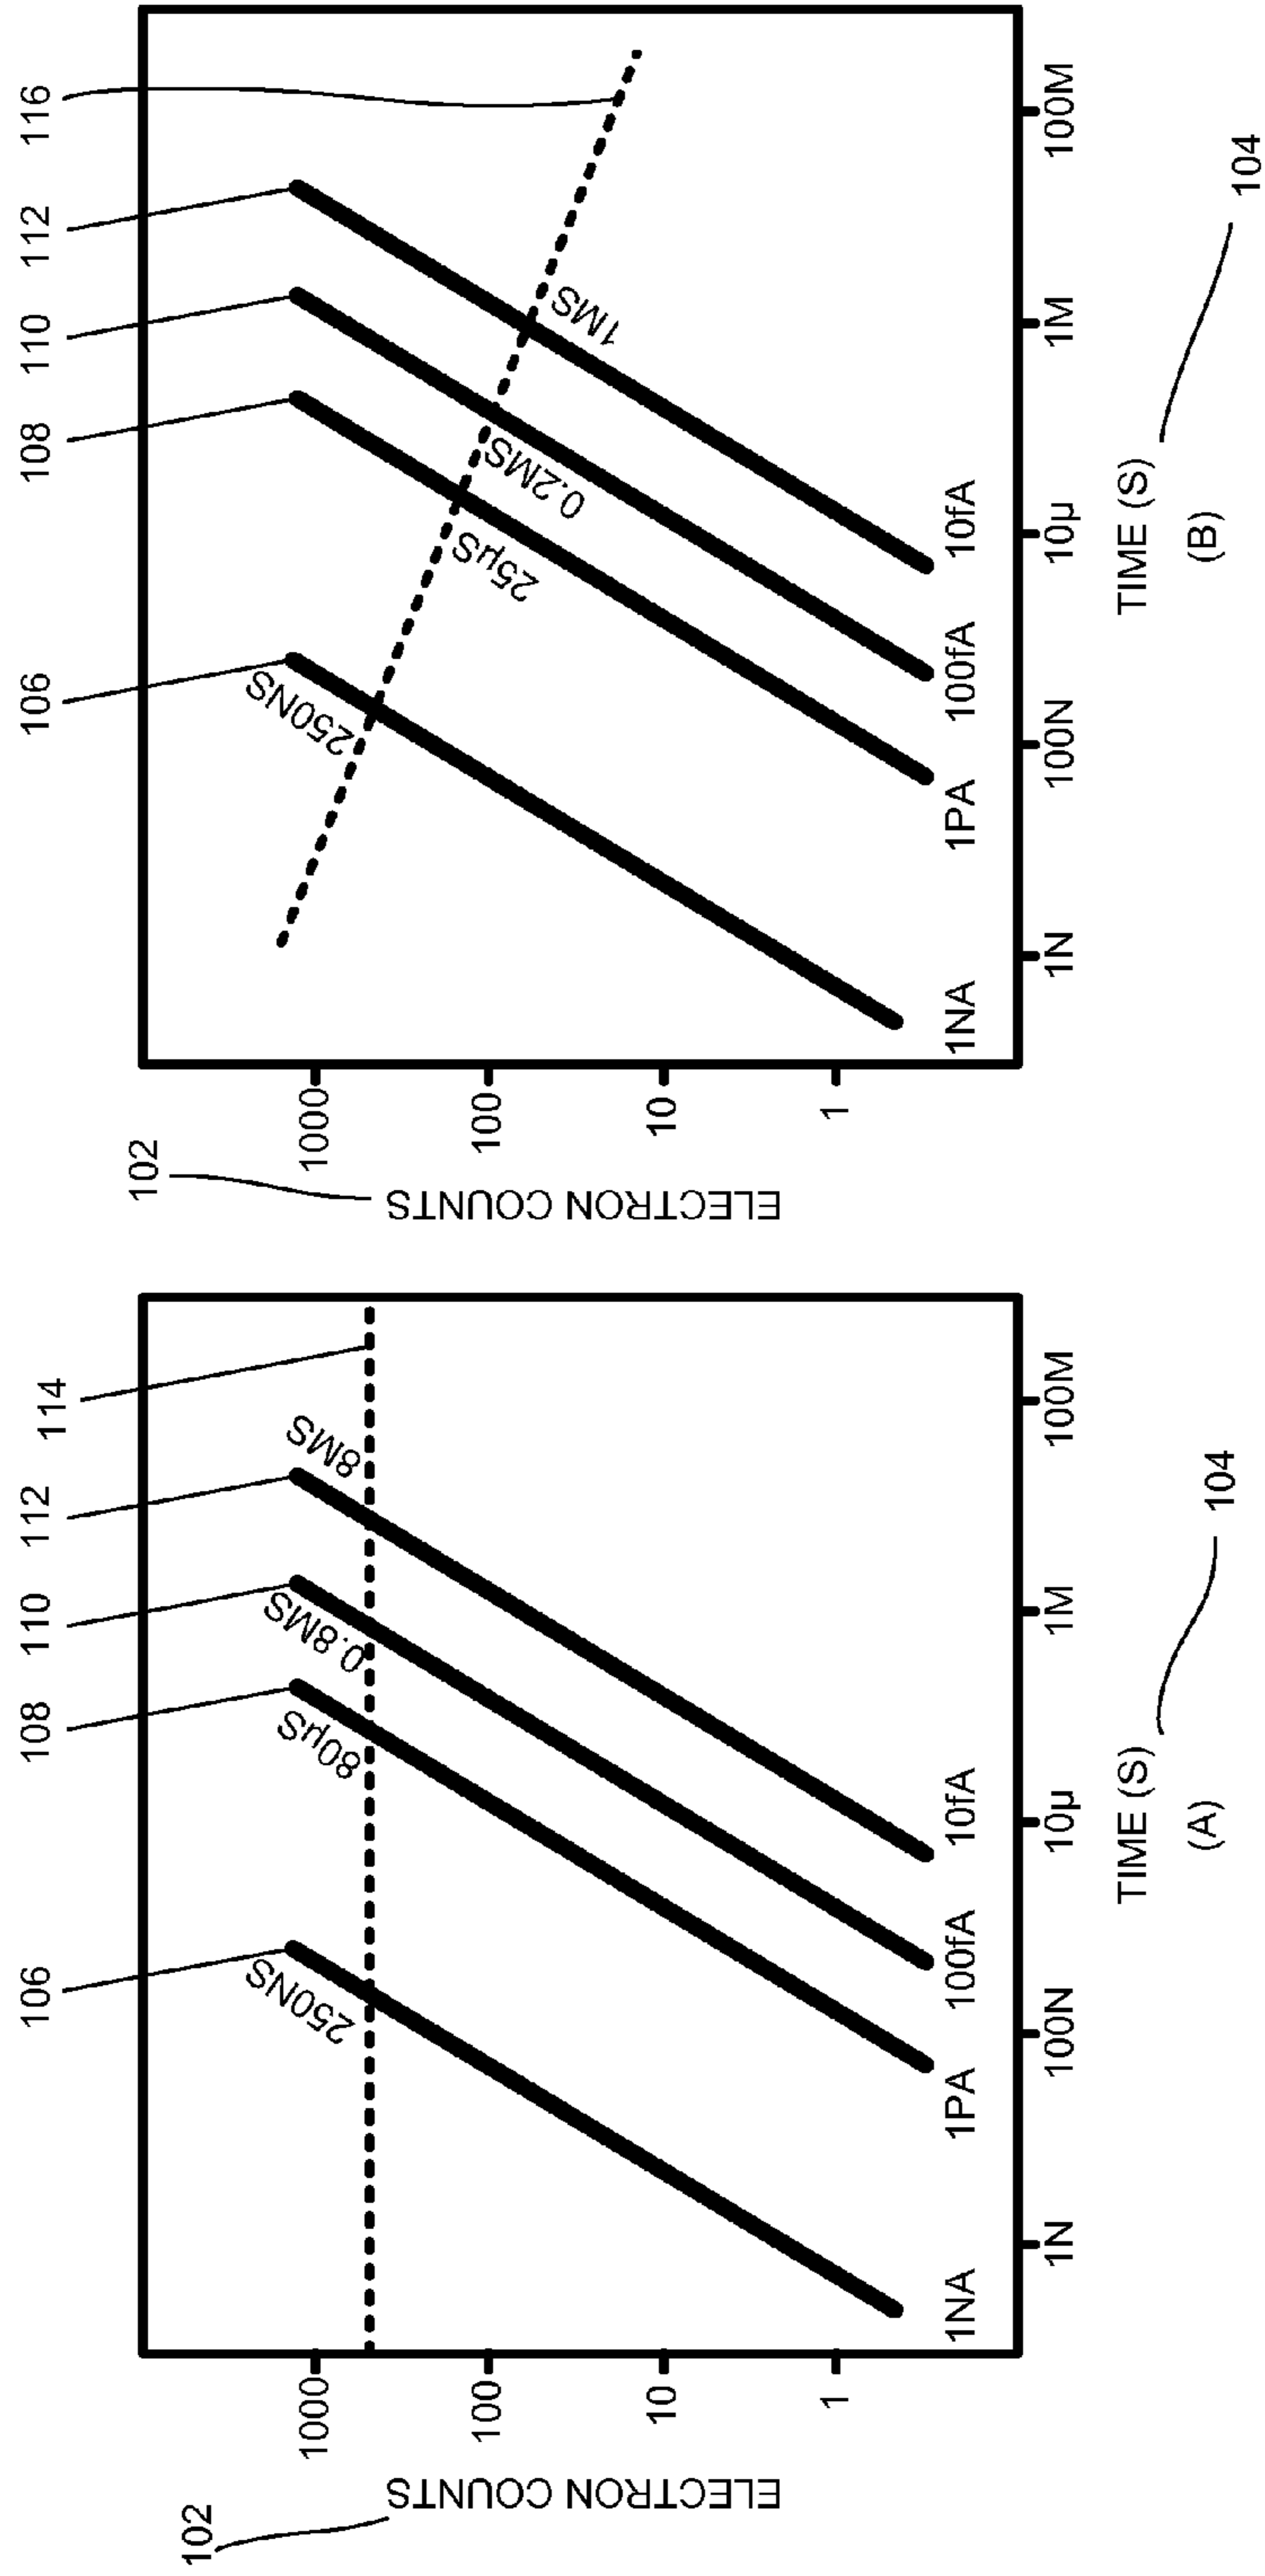 102
ELECTRON COUNTS
1000
100
10
1
106
108
110
112
114
250NS
80µS
0.8MS
8MS
1NA
1PA
100fA
10fA
1N
100N
10µ
1M
100M
TIME (S)
104
(A)
102
ELECTRON COUNTS
1000
100
10
1
106
108
110
112
116
250NS
25µS
0.2MS
1MS
1NA
1PA
100fA
10fA
1N
100N
10µ
1M
100M
TIME (S)
104
(B)